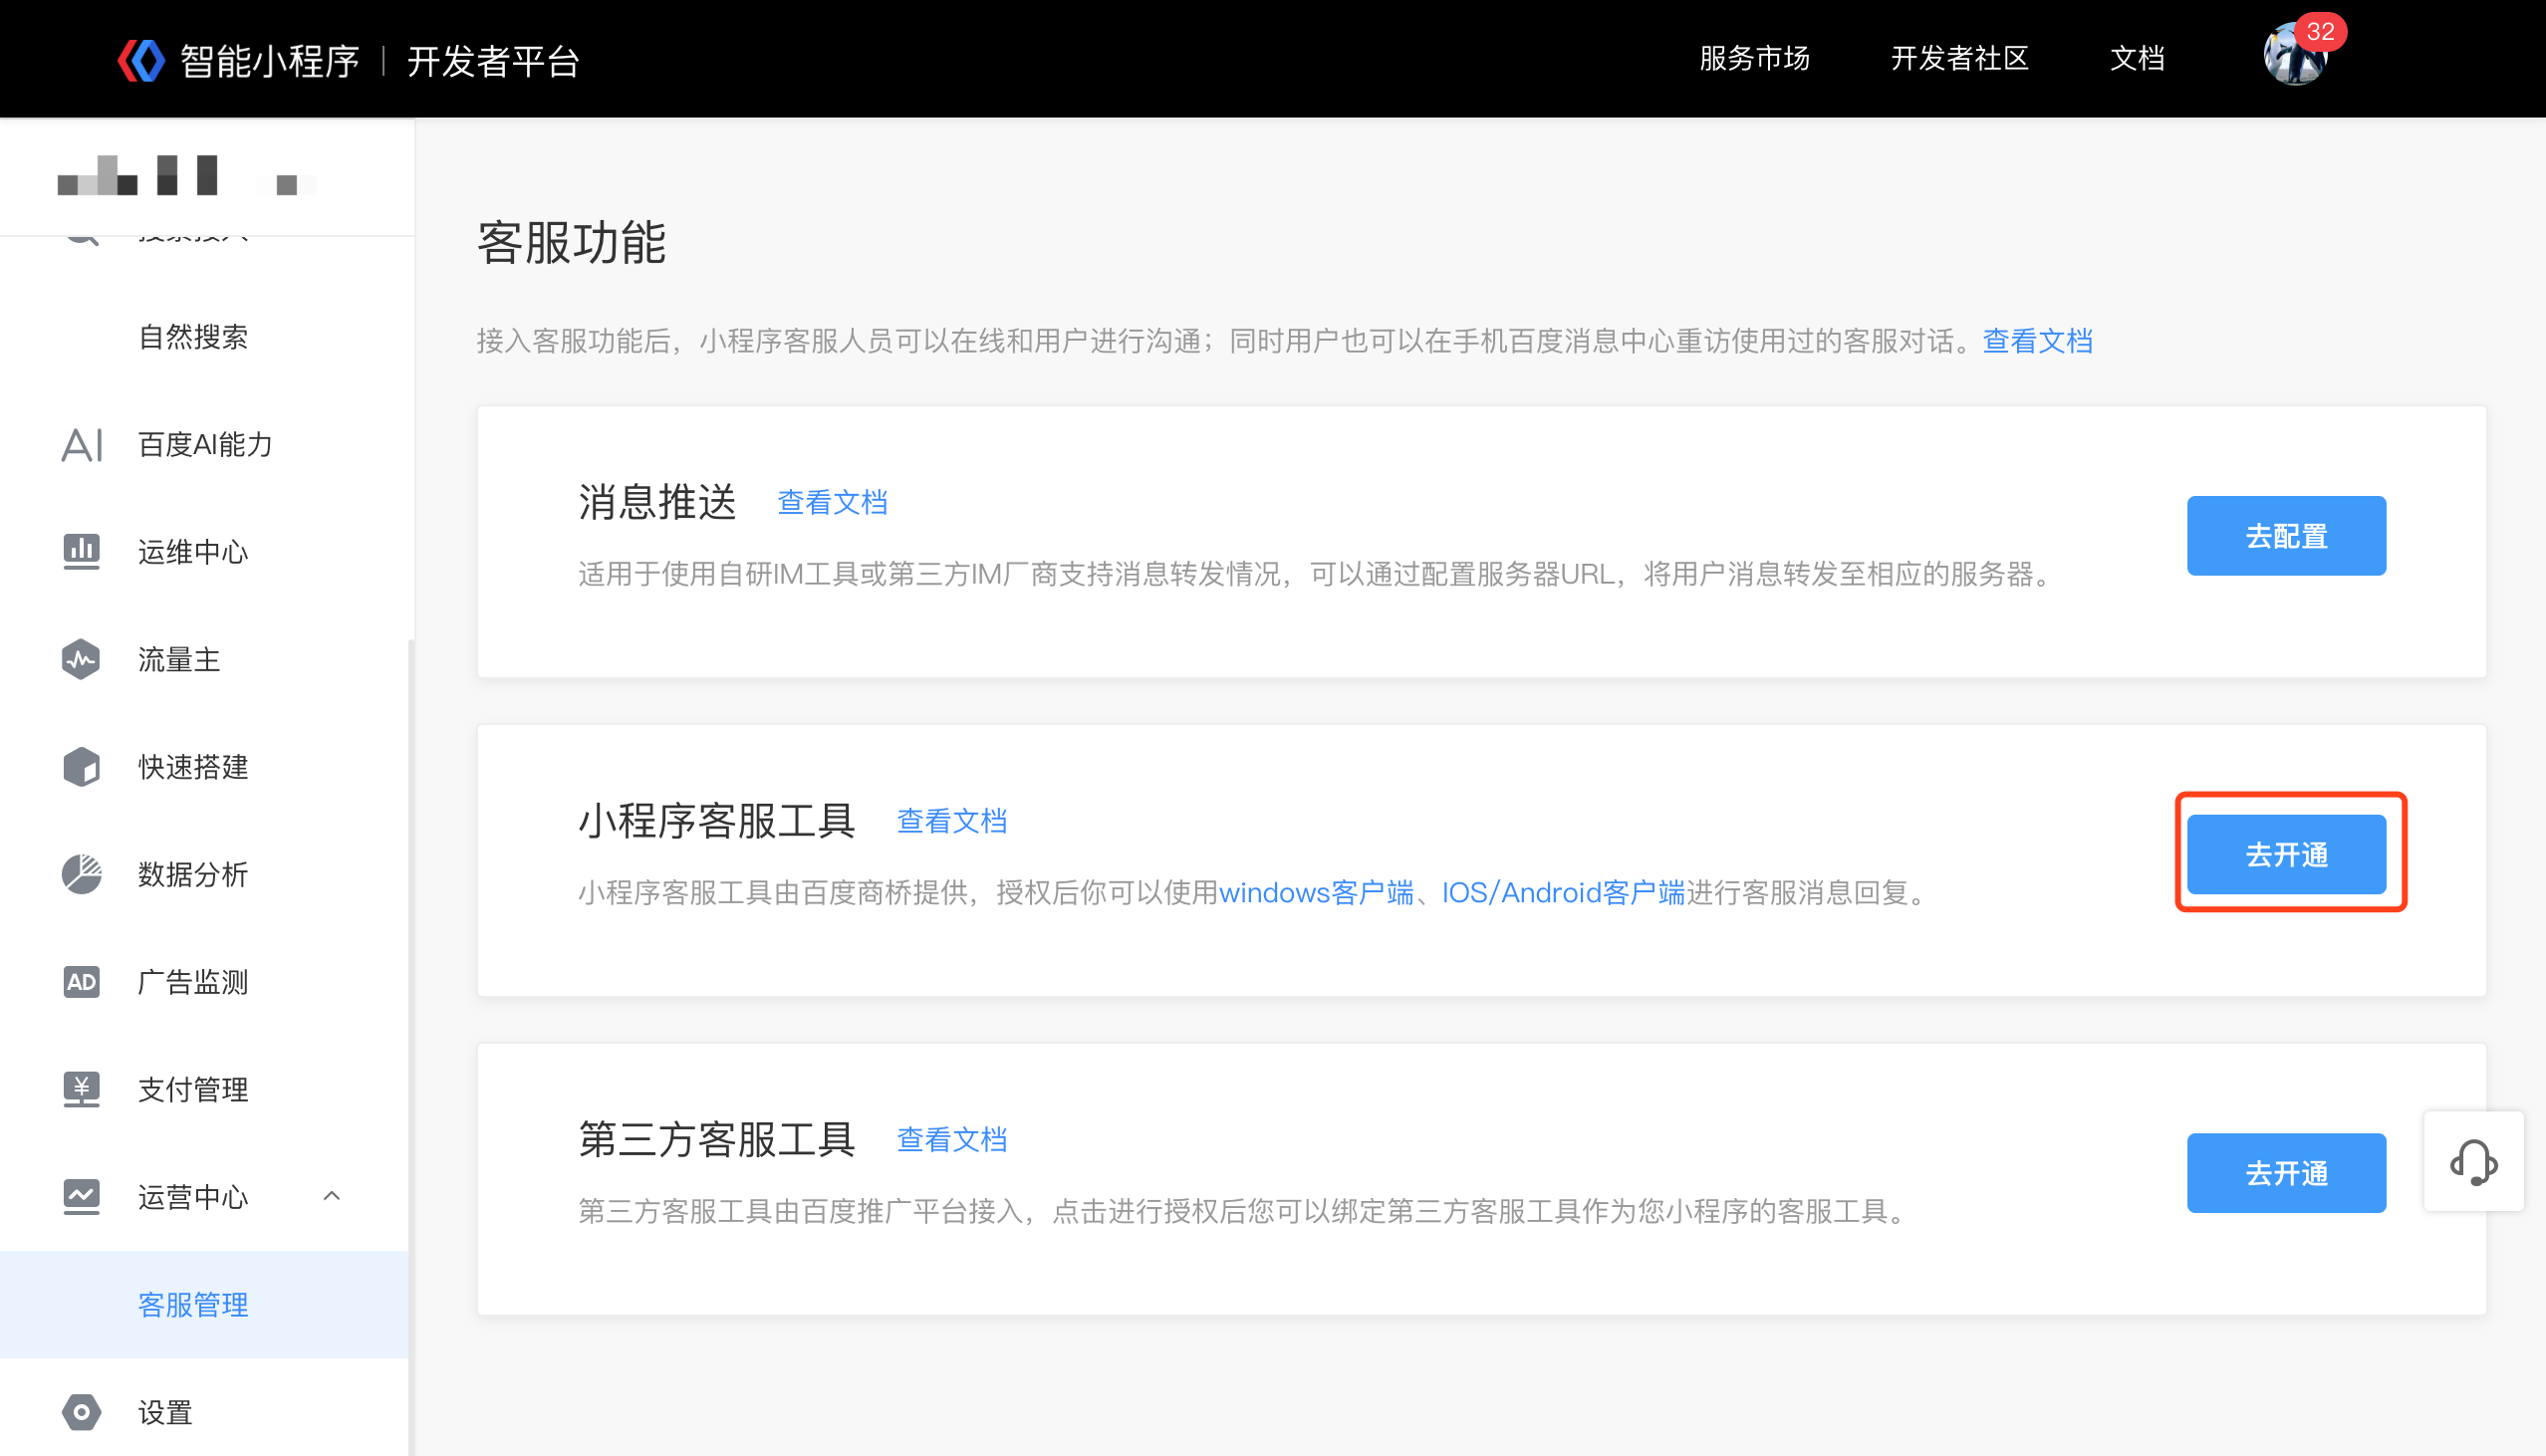 智能小程序 | 开发者平台
服务市场
开发者社区
文档
32
自然搜索
AI 百度AI能力
运维中心
流量主
快速搭建
数据分析
AD 广告监测
¥ 支付管理
运营中心
客服管理
设置
客服功能
接入客服功能后，小程序客服人员可以在线和用户进行沟通；同时用户也可以在手机百度消息中心重访使用过的客服对话。查看文档
消息推送 查看文档
适用于使用自研IM工具或第三方IM厂商支持消息转发情况，可以通过配置服务器URL，将用户消息转发至相应的服务器。
去配置
小程序客服工具 查看文档
小程序客服工具由百度商桥提供，授权后你可以使用windows客户端、IOS/Android客户端进行客服消息回复。
去开通
第三方客服工具 查看文档
第三方客服工具由百度推广平台接入，点击进行授权后您可以绑定第三方客服工具作为您小程序的客服工具。
去开通